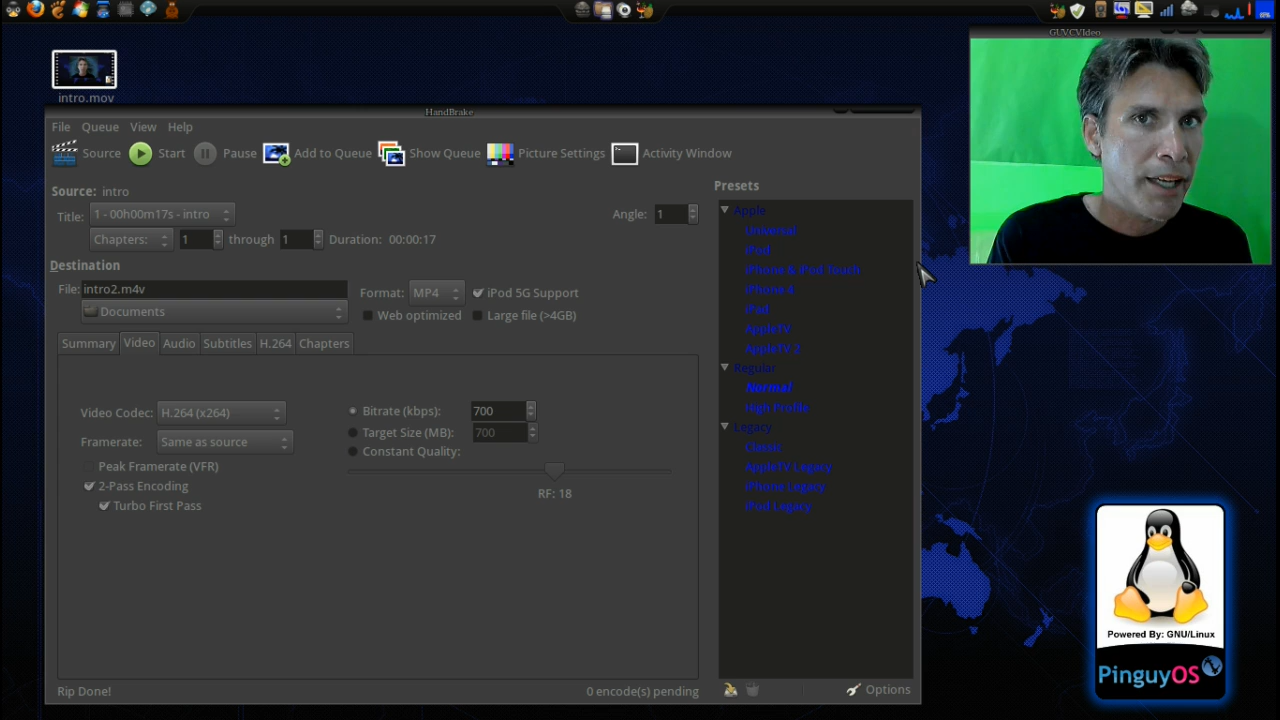 GUVCVideo
intro.mov
HandBrake
File Queue View Help
Source Start Pause Add to Queue Show Queue Picture Settings Activity Window
Source: intro
Presets
Title: 1 - 00h00m17s - intro Angle: 1
Chapters: 1 through 1 Duration: 00:00:17
Destination
File: intro2.m4v Format: MP4 iPod 5G Support
Documents Web optimized Large file (>4GB)
Summary Video Audio Subtitles H.264 Chapters
Video Codec: H.264 (x264) Bitrate (kbps): 700
Framerate: Same as source Target Size (MB): 700
Constant Quality:
Peak Framerate (VFR)
2-Pass Encoding RF: 18
Turbo First Pass
Apple
Universal
iPod
iPhone & iPod Touch
iPhone 4
iPad
AppleTV
AppleTV 2
Regular
Normal
High Profile
Legacy
Classic
AppleTV Legacy
iPhone Legacy
iPod Legacy
Rip Done! 0 encode(s) pending Options
Powered By: GNU/Linux
PinguyOS